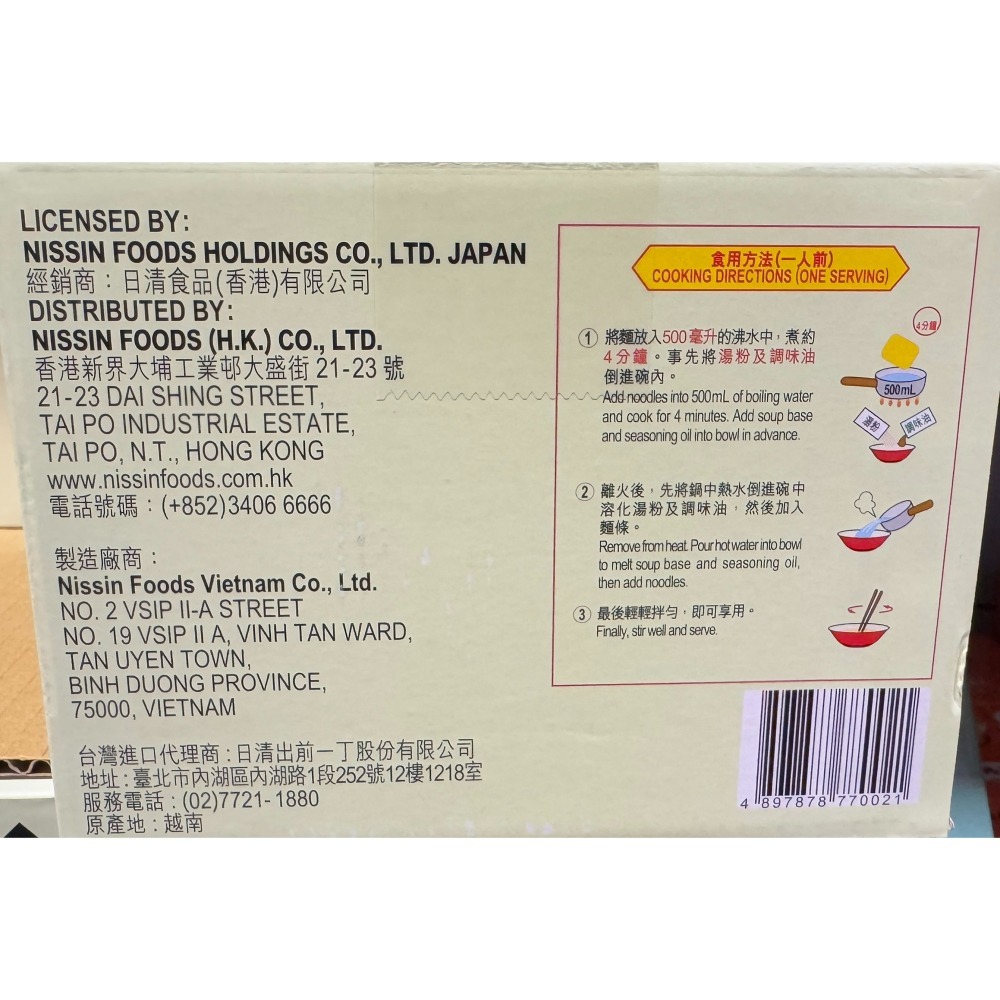 LICENSED BY:
NISSIN FOODS HOLDINGS CO., LTD. JAPAN
經銷商：日清食品(香港)有限公司
DISTRIBUTED BY:
NISSIN FOODS (H.K.) CO., LTD.
香港新界大埔工業邨大盛街 21-23 號
21-23 DAI SHING STREET,
TAI PO INDUSTRIAL ESTATE,
TAI PO, N.T., HONG KONG
www.nissinfoods.com.hk
電話號碼：(+852)3406 6666
製造廠商：
Nissin Foods Vietnam Co., Ltd.
NO. 2 VSIP II-A STREET
NO. 19 VSIP II A, VINH TAN WARD,
TAN UYEN TOWN,
BINH DUONG PROVINCE,
75000, VIETNAM
台灣進口代理商：日清出前一丁股份有限公司
地址：臺北市內湖區內湖路1段252號12樓1218室
服務電話：(02)7721-1880
原產地：越南
食用方法(一人前)
COOKING DIRECTIONS (ONE SERVING)
① 將麵放入500毫升的沸水中，煮約
4分鐘。事先將湯粉及調味油
倒進碗內。
Add noodles into 500mL of boiling water
and cook for 4 minutes. Add soup base
and seasoning oil into bowl in advance.
4分鐘
500mL
湯粉
調味油
② 離火後，先將鍋中熱水倒進碗中
溶化湯粉及調味油，然後加入
麵條。
Remove from heat. Pour hot water into bowl
to melt soup base and seasoning oil,
then add noodles.
③ 最後輕輕拌勻，即可享用。
Finally, stir well and serve.
4 897878 770021